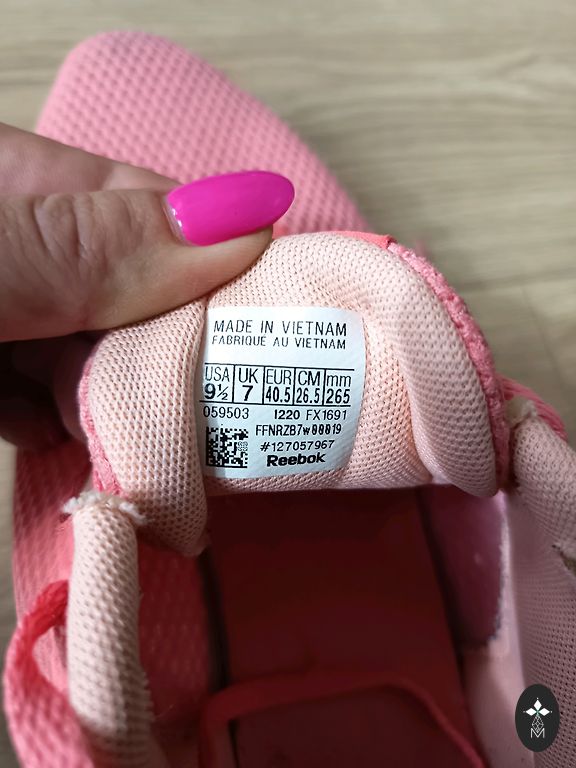 MADE IN VIETNAM
FABRIQUE AU VIETNAM
USA UK EUR CM mm
9½ 7 40.5 26.5 265
059503 I220 FX1691
FFNRZB7w00019
#127057967
Reebok
M